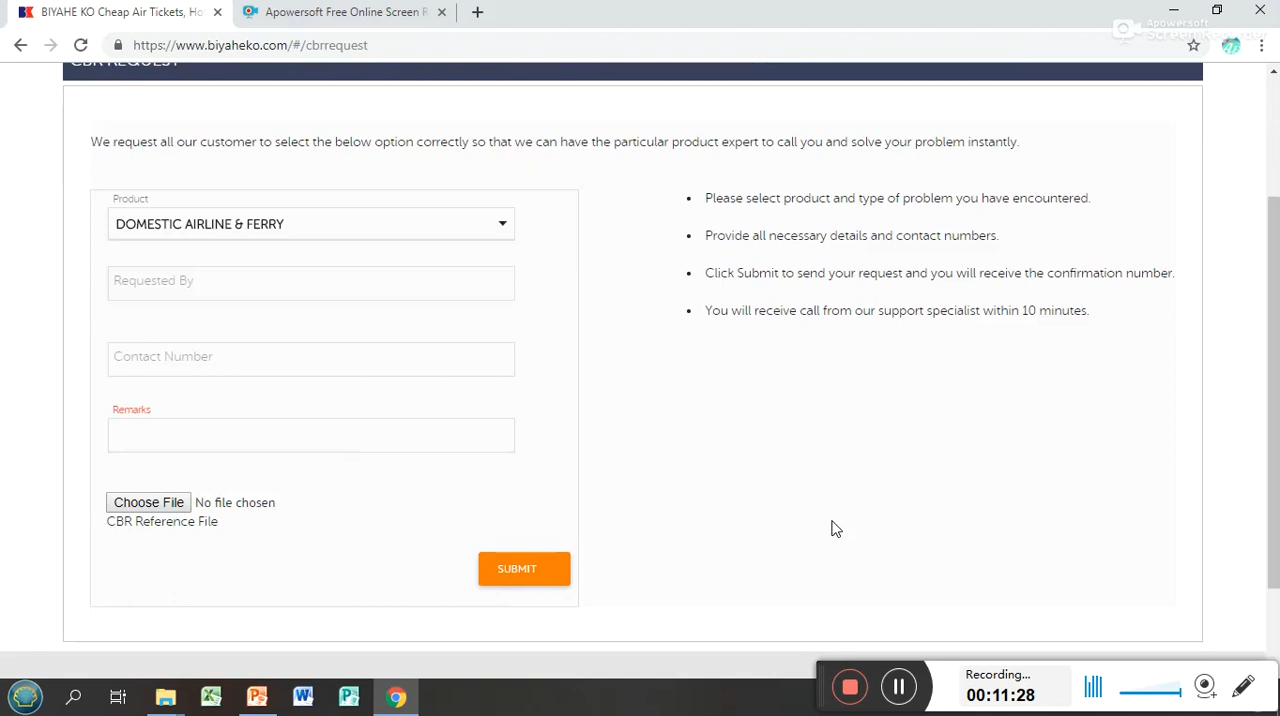 BIYAHE KO Cheap Air Tickets, Ho
Apowersoft Free Online Screen R
https://www.biyaheko.com/#/cbrrequest
Apowersoft
ScreenRecorder
CBR REQUEST
We request all our customer to select the below option correctly so that we can have the particular product expert to call you and solve your problem instantly.
Product
DOMESTIC AIRLINE & FERRY
Requested By
Contact Number
Remarks
Choose File No file chosen
CBR Reference File
SUBMIT
• Please select product and type of problem you have encountered.
• Provide all necessary details and contact numbers.
• Click Submit to send your request and you will receive the confirmation number.
• You will receive call from our support specialist within 10 minutes.
Recording...
00:11:28